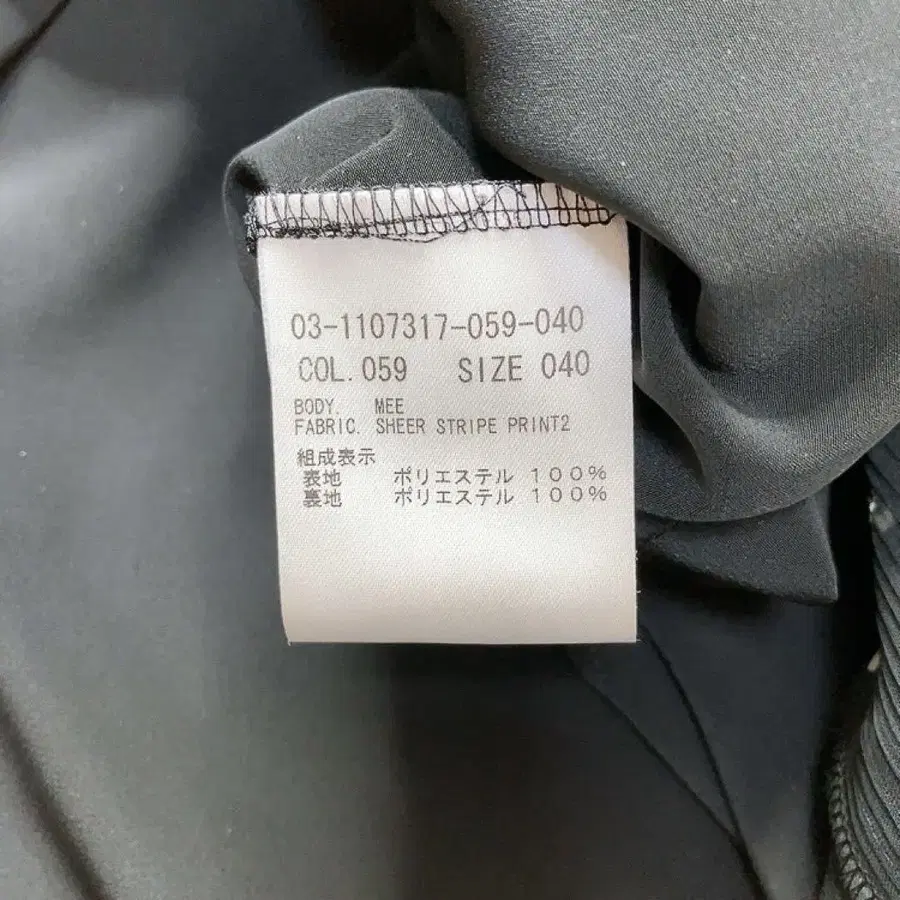 03-1107317-059-040
COL. 059 SIZE 040
BODY. MEE
FABRIC. SHEER STRIPE PRINT2
組成表示
表地 ポリエステル 100%
裏地 ポリエステル 100%